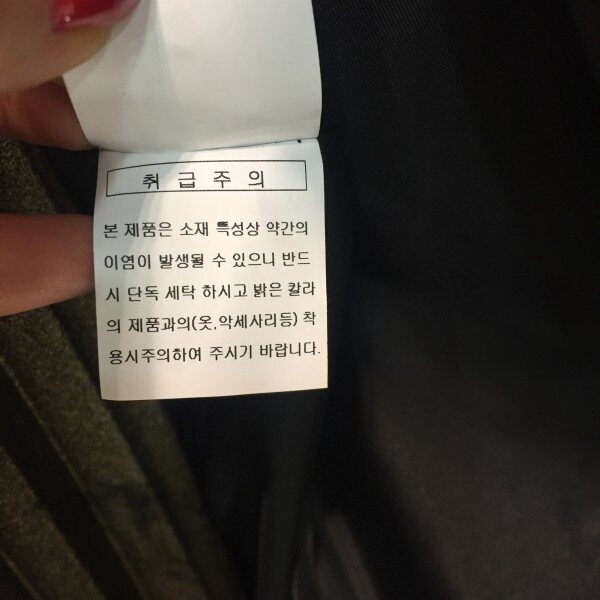 취급주의
본 제품은 소재 특성상 약간의
이염이 발생될 수 있으니 반드
시 단독 세탁 하시고 밝은 칼라
의 제품과의(옷,악세사리등) 착
용시주의하여 주시기 바랍니다.